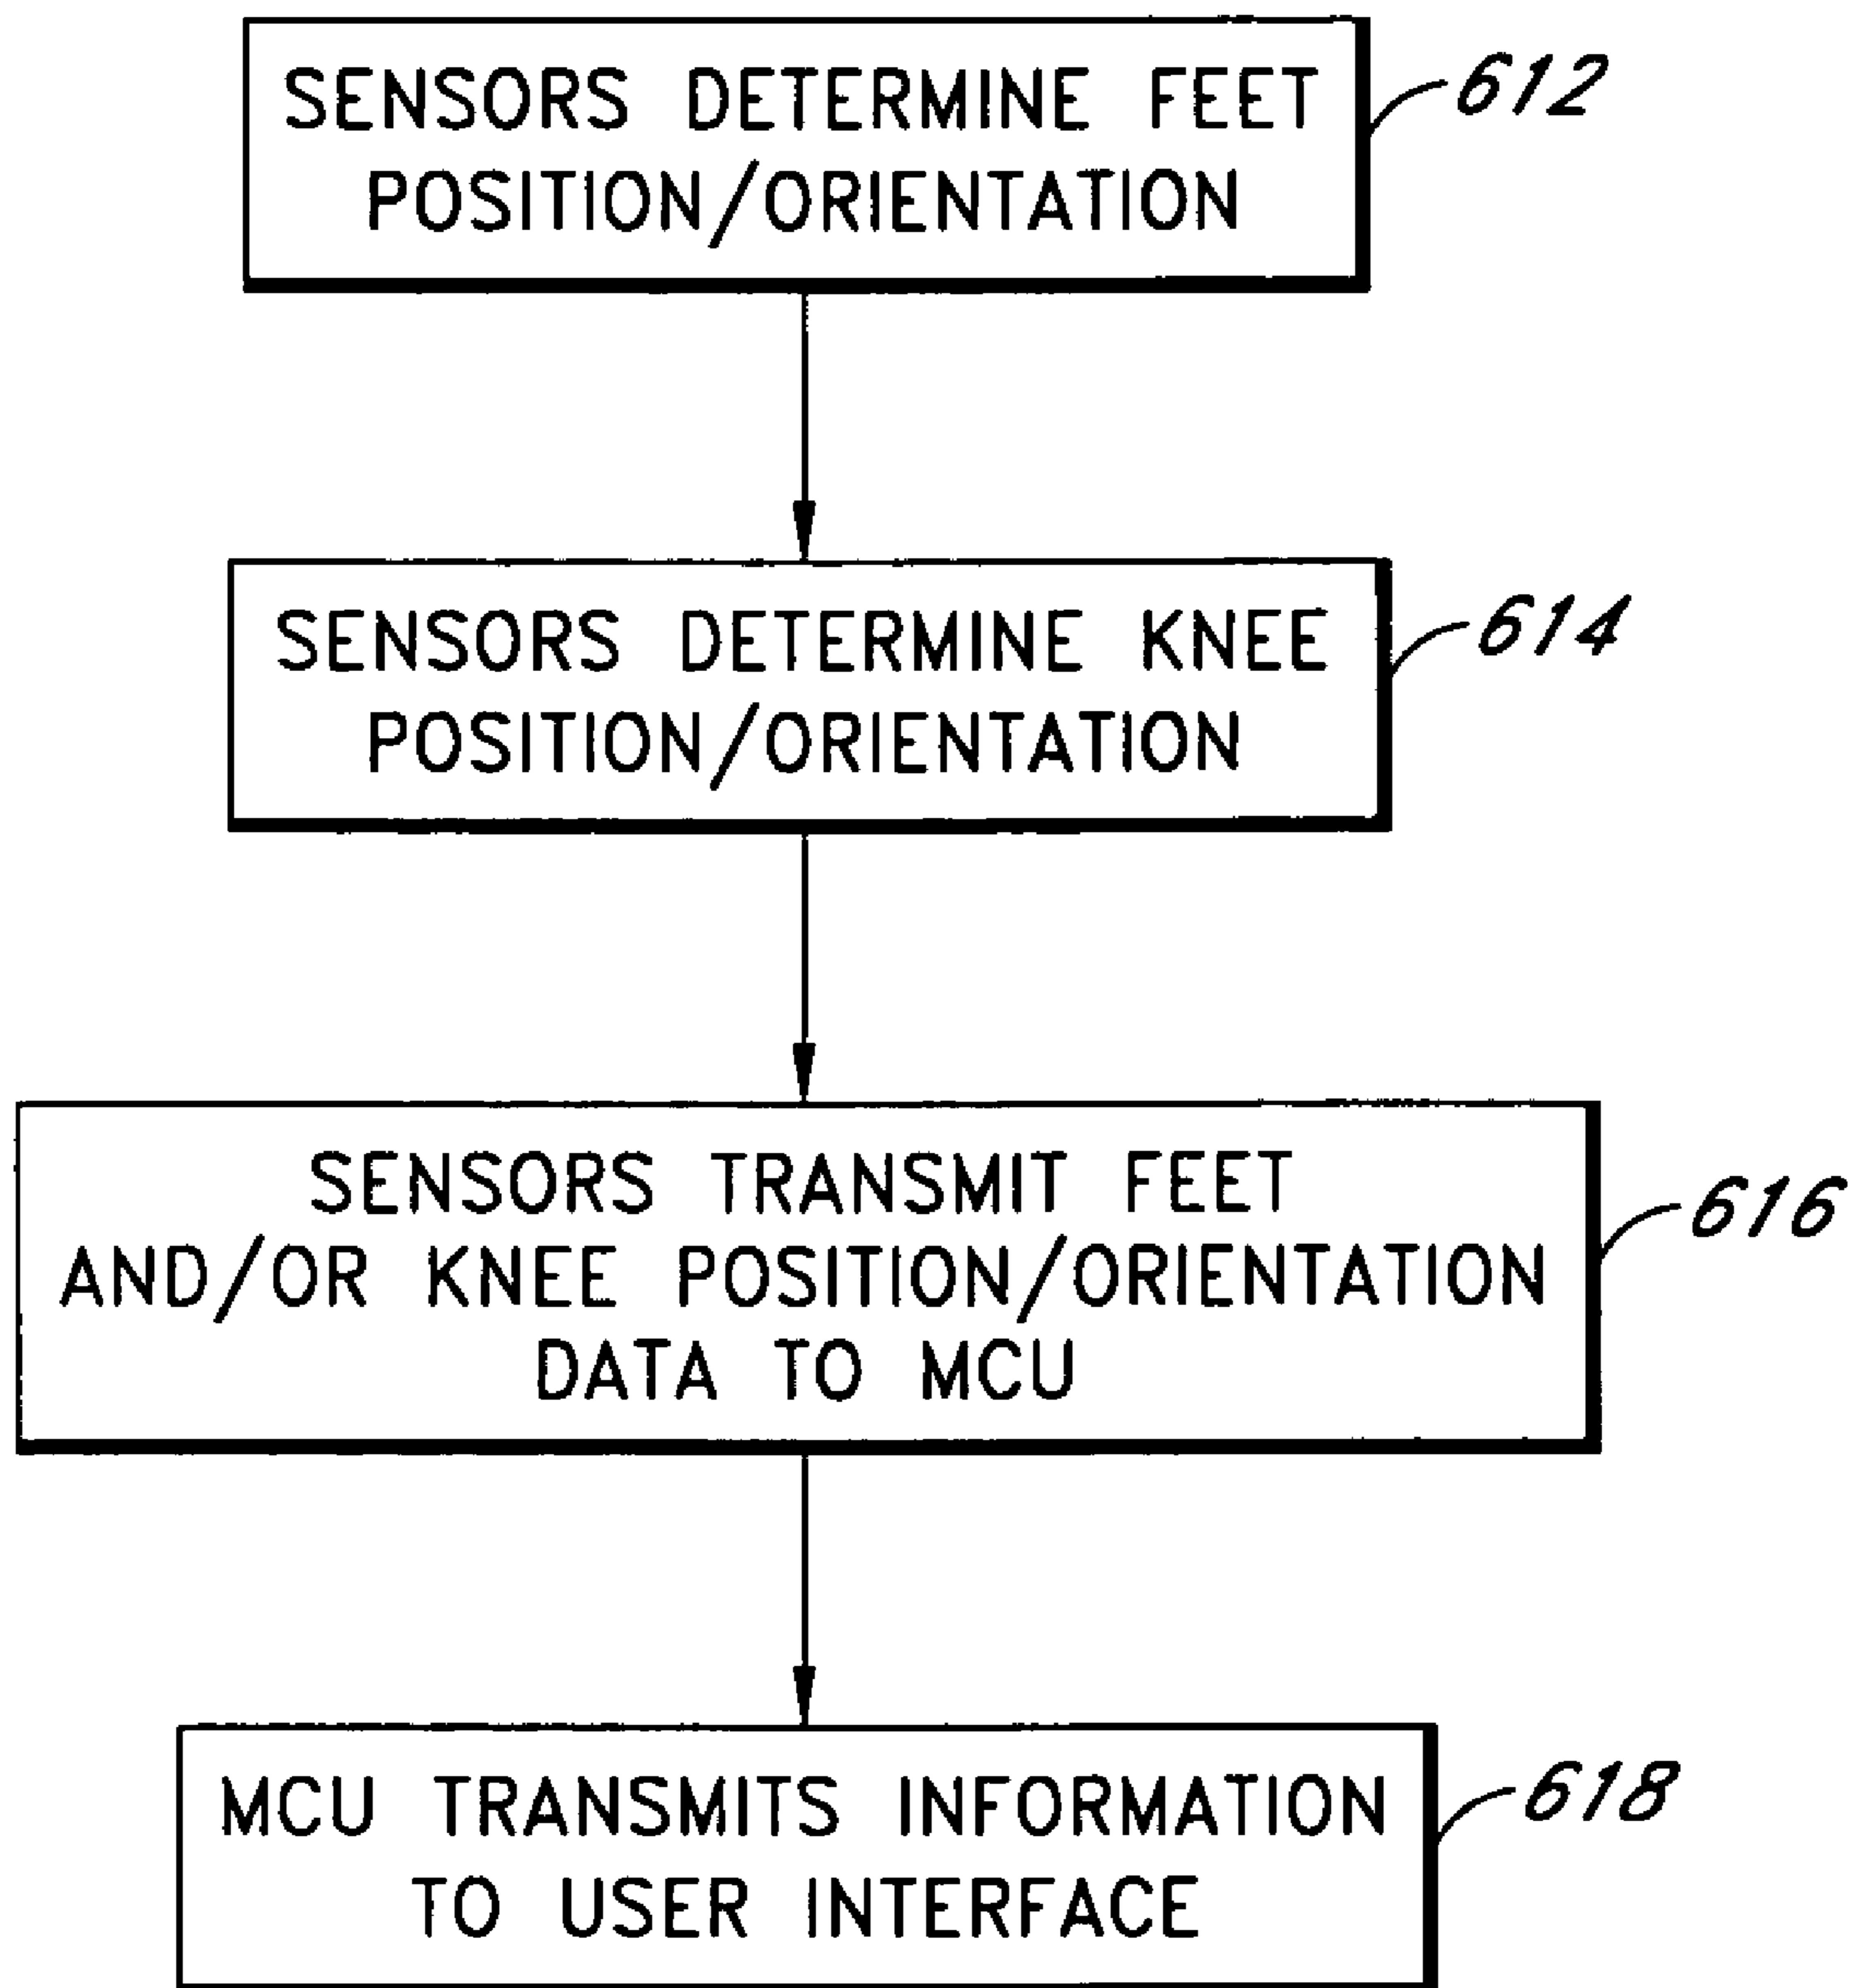 SENSORS DETERMINE FEET
POSITION/ORIENTATION
612
SENSORS DETERMINE KNEE
POSITION/ORIENTATION
614
SENSORS TRANSMIT FEET
AND/OR KNEE POSITION/ORIENTATION
DATA TO MCU
616
MCU TRANSMITS INFORMATION
TO USER INTERFACE
618